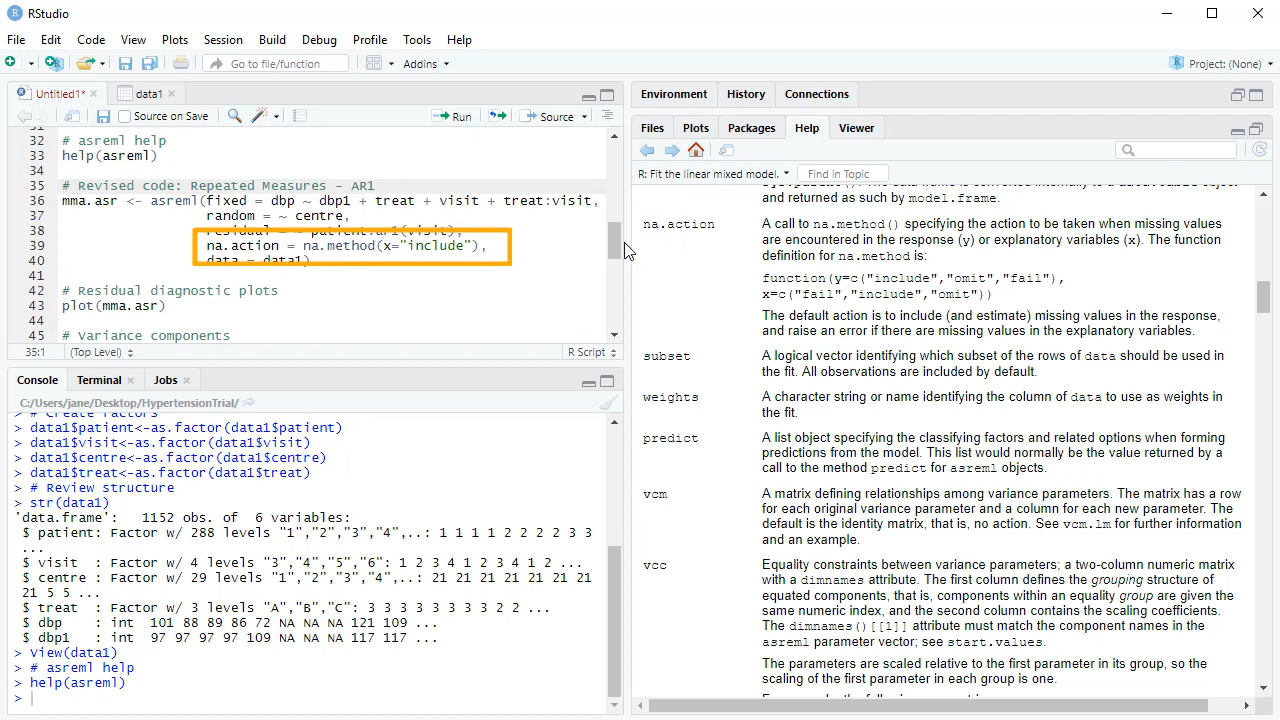 RStudio
File Edit Code View Plots Session Build Debug Profile Tools Help
Go to file/function Addins Project: (None)
Untitled1* data1
Source on Save Run Source
31
32 # asreml help
33 help(asreml)
34
35 # Revised code: Repeated Measures - AR1
36 mma.asr <- asreml(fixed = dbp ~ dbp1 + treat + visit + treat:visit,
37 random = ~ centre,
38 residual = ~ patient:ar1(visit),
39 na.action = na.method(x="include"),
40 data = data1)
41
42 # Residual diagnostic plots
43 plot(mma.asr)
44
45 # Variance components
35:1 (Top Level) R Script
Console Terminal Jobs
C:/Users/jane/Desktop/HypertensionTrial/
> # Create factors
> data1$patient<-as.factor(data1$patient)
> data1$visit<-as.factor(data1$visit)
> data1$centre<-as.factor(data1$centre)
> data1$treat<-as.factor(data1$treat)
> # Review structure
> str(data1)
'data.frame': 1152 obs. of 6 variables:
$ patient: Factor w/ 288 levels "1","2","3","4",..: 1 1 1 1 2 2 2 2 3 3
...
$ visit : Factor w/ 4 levels "3","4","5","6": 1 2 3 4 1 2 3 4 1 2 ...
$ centre : Factor w/ 29 levels "1","2","3","4",..: 21 21 21 21 21 21 21
21 5 5 ...
$ treat : Factor w/ 3 levels "A","B","C": 3 3 3 3 3 3 3 3 2 2 ...
$ dbp : int 101 88 89 86 72 NA NA NA 121 109 ...
$ dbp1 : int 97 97 97 97 109 NA NA NA 117 117 ...
> View(data1)
> # asreml help
> help(asreml)
>
Environment History Connections
Files Plots Packages Help Viewer
R: Fit the linear mixed model. Find in Topic
sys.parent(). The data frame is converted internally to a data.table object
and returned as such by model.frame.
na.action A call to na.method() specifying the action to be taken when missing values
are encountered in the response (y) or explanatory variables (x). The function
definition for na.method is:
function(y=c("include","omit","fail"),
x=c("fail","include","omit"))
The default action is to include (and estimate) missing values in the response,
and raise an error if there are missing values in the explanatory variables.
subset A logical vector identifying which subset of the rows of data should be used in
the fit. All observations are included by default.
weights A character string or name identifying the column of data to use as weights in
the fit.
predict A list object specifying the classifying factors and related options when forming
predictions from the model. This list would normally be the value returned by a
call to the method predict for asreml objects.
vcm A matrix defining relationships among variance parameters. The matrix has a row
for each original variance parameter and a column for each new parameter. The
default is the identity matrix, that is, no action. See vcm.lm for further information
and an example.
vcc Equality constraints between variance parameters; a two-column numeric matrix
with a dimnames attribute. The first column defines the grouping structure of
equated components, that is, components within an equality group are given the
same numeric index, and the second column contains the scaling coefficients.
The dimnames()[[1]] attribute must match the component names in the
asreml parameter vector; see start.values.
The parameters are scaled relative to the first parameter in its group, so the
scaling of the first parameter in each group is one.